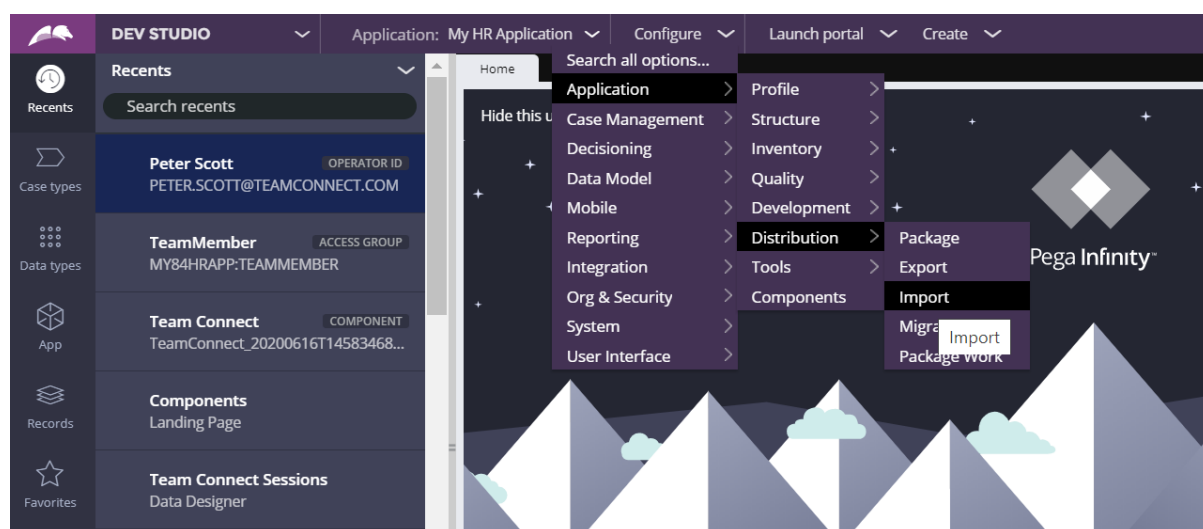 DEV STUDIO
Application: My HR Application
Configure
Launch portal
Create
Recents
Case types
Data types
App
Records
Favorites
Recents
Search recents
Peter Scott
OPERATOR ID
PETER.SCOTT@TEAMCONNECT.COM
TeamMember
ACCESS GROUP
MY84HRAPP:TEAMMEMBER
Team Connect
COMPONENT
TeamConnect_20200616T14583468...
Components
Landing Page
Team Connect Sessions
Data Designer
Home
Hide this u
Search all options...
Application
Case Management
Decisioning
Data Model
Mobile
Reporting
Integration
Org & Security
System
User Interface
Profile
Structure
Inventory
Quality
Development
Distribution
Tools
Components
Package
Export
Import
Migra
Import
Package Work
Pega Infinity™